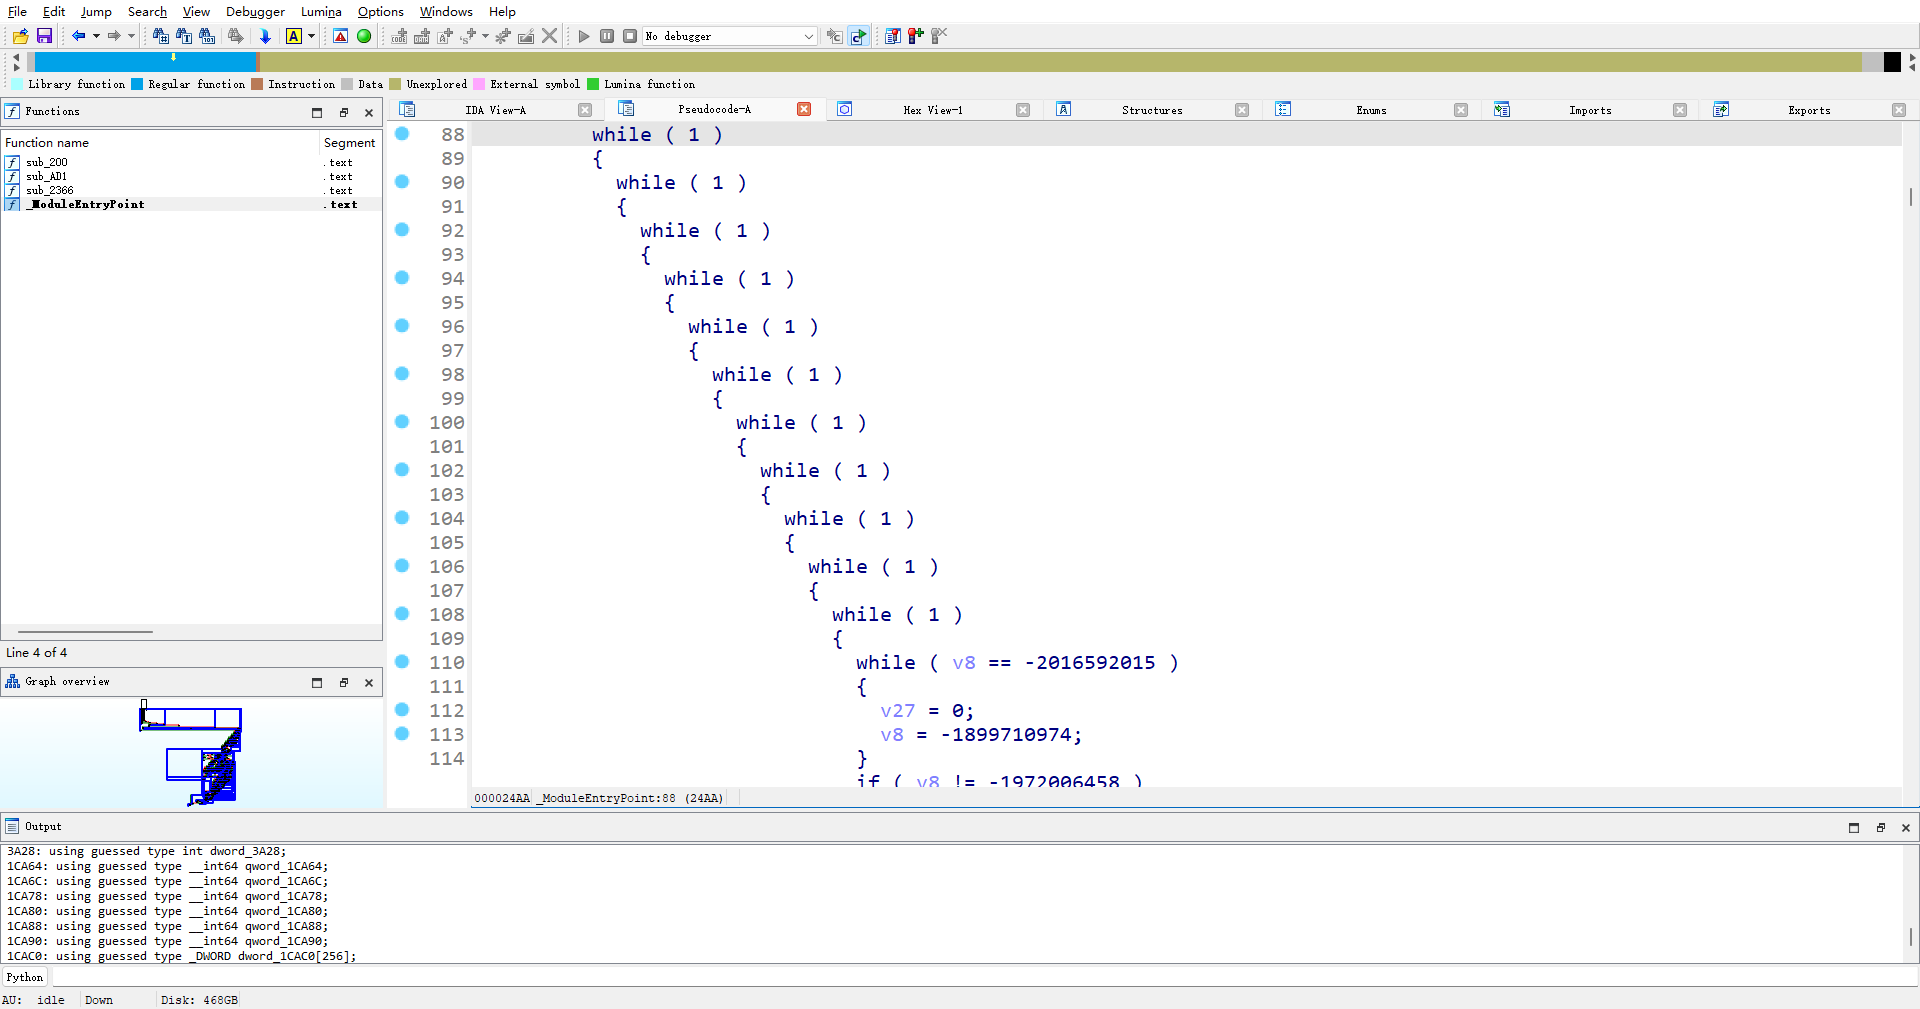 File Edit Jump Search View Debugger Lumina Options Windows Help
No debugger
Library function Regular function Instruction Data Unexplored External symbol Lumina function
Functions
IDA View-A Pseudocode-A Hex View-1 Structures Enums Imports Exports
Function name Segment
sub_200 .text
sub_AD1 .text
sub_2366 .text
_ModuleEntryPoint .text
Line 4 of 4
Graph overview
88 while ( 1 )
89 {
90 while ( 1 )
91 {
92 while ( 1 )
93 {
94 while ( 1 )
95 {
96 while ( 1 )
97 {
98 while ( 1 )
99 {
100 while ( 1 )
101 {
102 while ( 1 )
103 {
104 while ( 1 )
105 {
106 while ( 1 )
107 {
108 while ( 1 )
109 {
110 while ( v8 == -2016592015 )
111 {
112 v27 = 0;
113 v8 = -1899710974;
114 }
if ( v8 != -1972006458 )
000024AA _ModuleEntryPoint:88 (24AA)
Output
3A28: using guessed type int dword_3A28;
1CA64: using guessed type __int64 qword_1CA64;
1CA6C: using guessed type __int64 qword_1CA6C;
1CA78: using guessed type __int64 qword_1CA78;
1CA80: using guessed type __int64 qword_1CA80;
1CA88: using guessed type __int64 qword_1CA88;
1CA90: using guessed type __int64 qword_1CA90;
1CAC0: using guessed type _DWORD dword_1CAC0[256];
Python
AU: idle Down Disk: 468GB